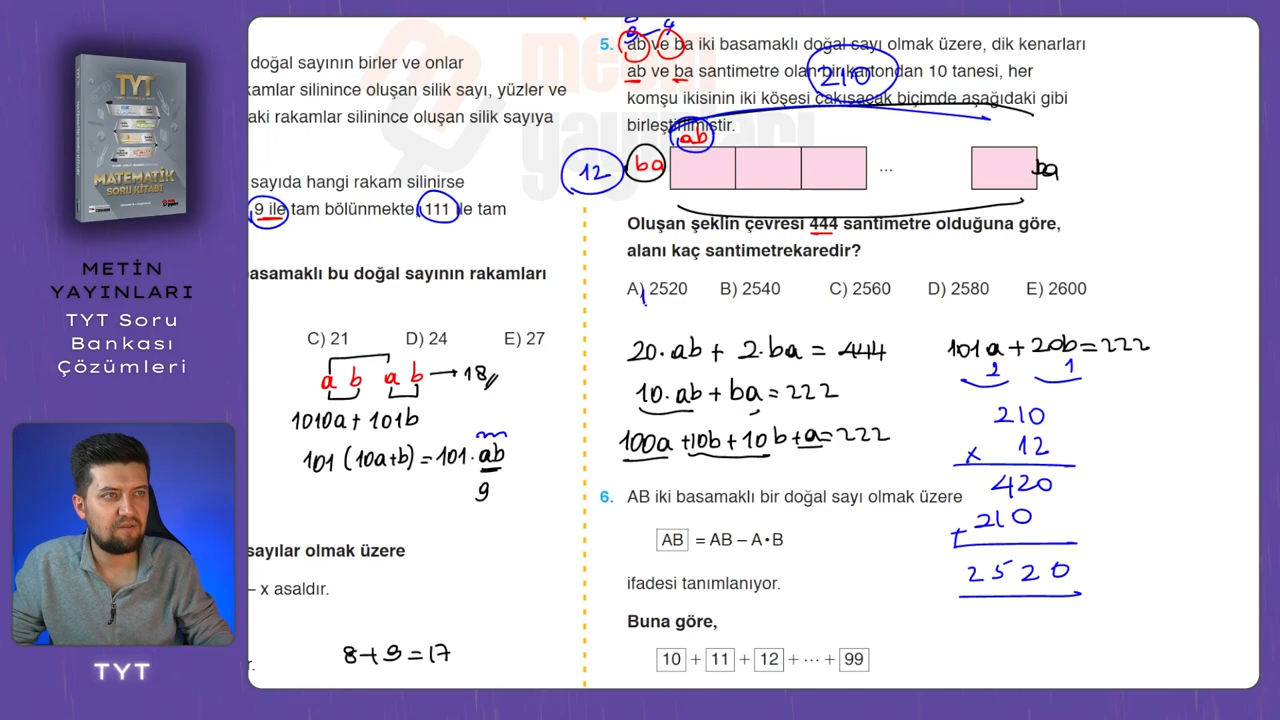 TYT
MATEMATİK
SORU KİTABI
METİN
YAYINLARI
TYT Soru
Bankası
Çözümleri
TYT
metin
yayınları
doğal sayının birler ve onlar
kamlar silinince oluşan silik sayı, yüzler ve
aki rakamlar silinince oluşan silik sayıya
sayıda hangi rakam silinirse
9 ile tam bölünmekte, 111 ile tam
basamaklı bu doğal sayının rakamları
C) 21 D) 24 E) 27
a b a b → 18
1010a + 101b
101 (10a+b) = 101 . ab
9
sayılar olmak üzere
– x asaldır.
8+9=17
r.
5. ab ve ba iki basamaklı doğal sayı olmak üzere, dik kenarları
ab ve ba santimetre olan bir kartondan 10 tanesi, her
komşu ikisinin iki köşesi çakışacak biçimde aşağıdaki gibi
birleştirilmiştir.
210
ab
12 ba ... ba
Oluşan şeklin çevresi 444 santimetre olduğuna göre,
alanı kaç santimetrekaredir?
A) 2520 B) 2540 C) 2560 D) 2580 E) 2600
20.ab + 2.ba = 444
10.ab + ba = 222
100a +10b + 10b + a = 222
101a + 20b = 222
2 1
210
x 12
420
+ 210
2520
6. AB iki basamaklı bir doğal sayı olmak üzere
AB = AB – A•B
ifadesi tanımlanıyor.
Buna göre,
10 + 11 + 12 + ... + 99